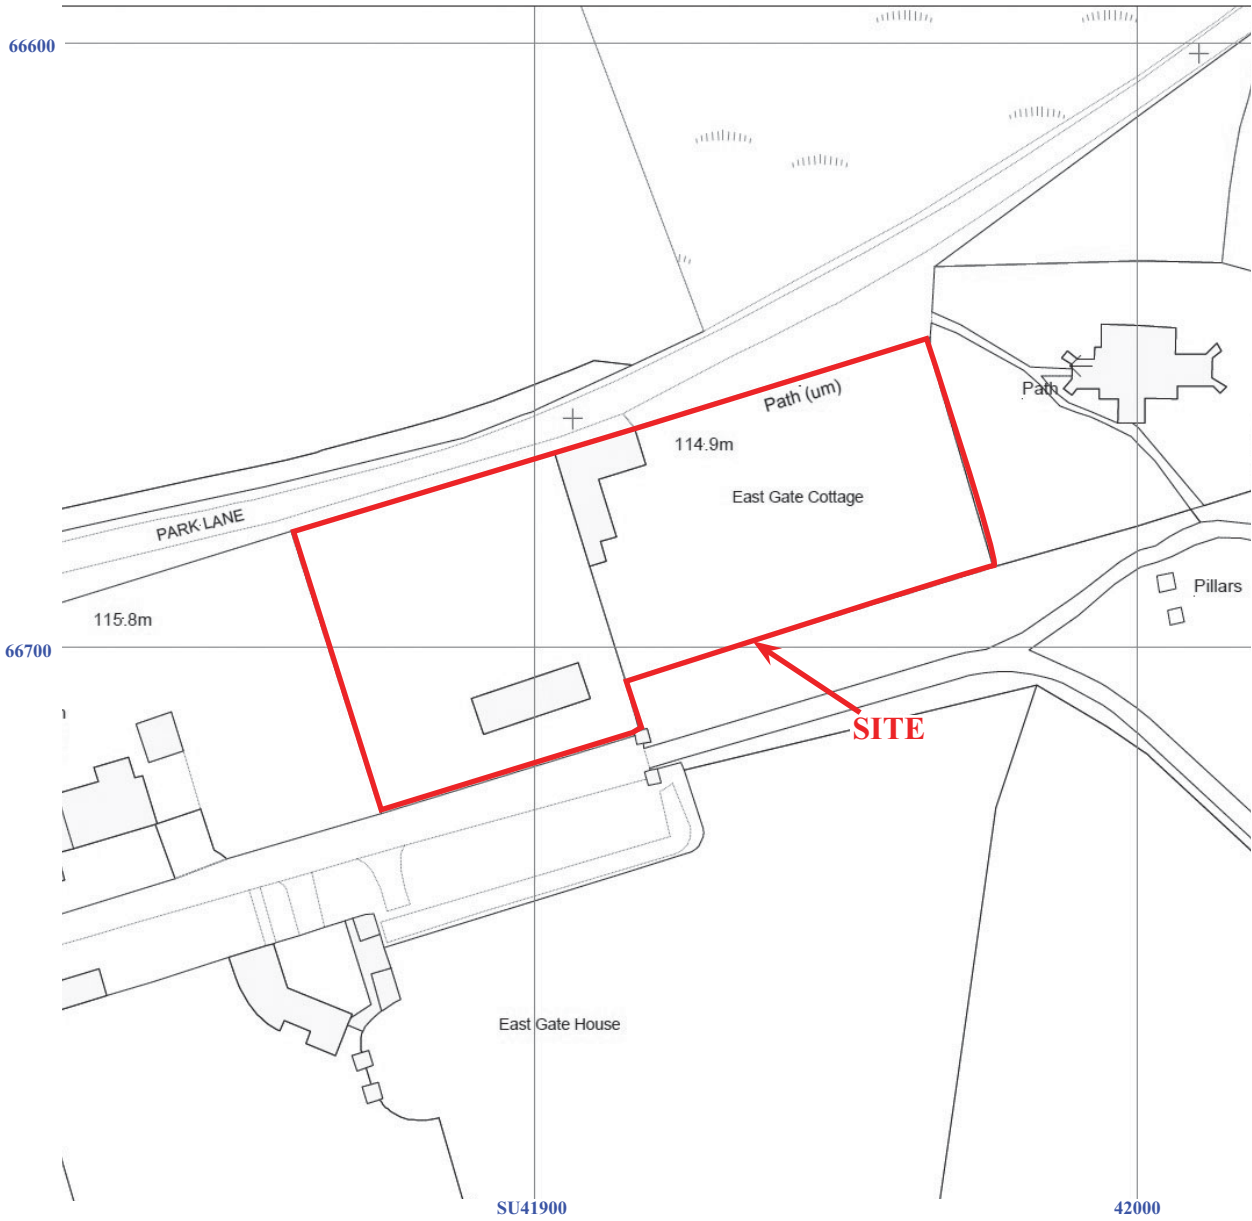 66600
Path (um)
Path
114.9m
East Gate Cottage
PARK LANE
Pillars
115.8m
66700
SITE
East Gate House
SU41900
42000